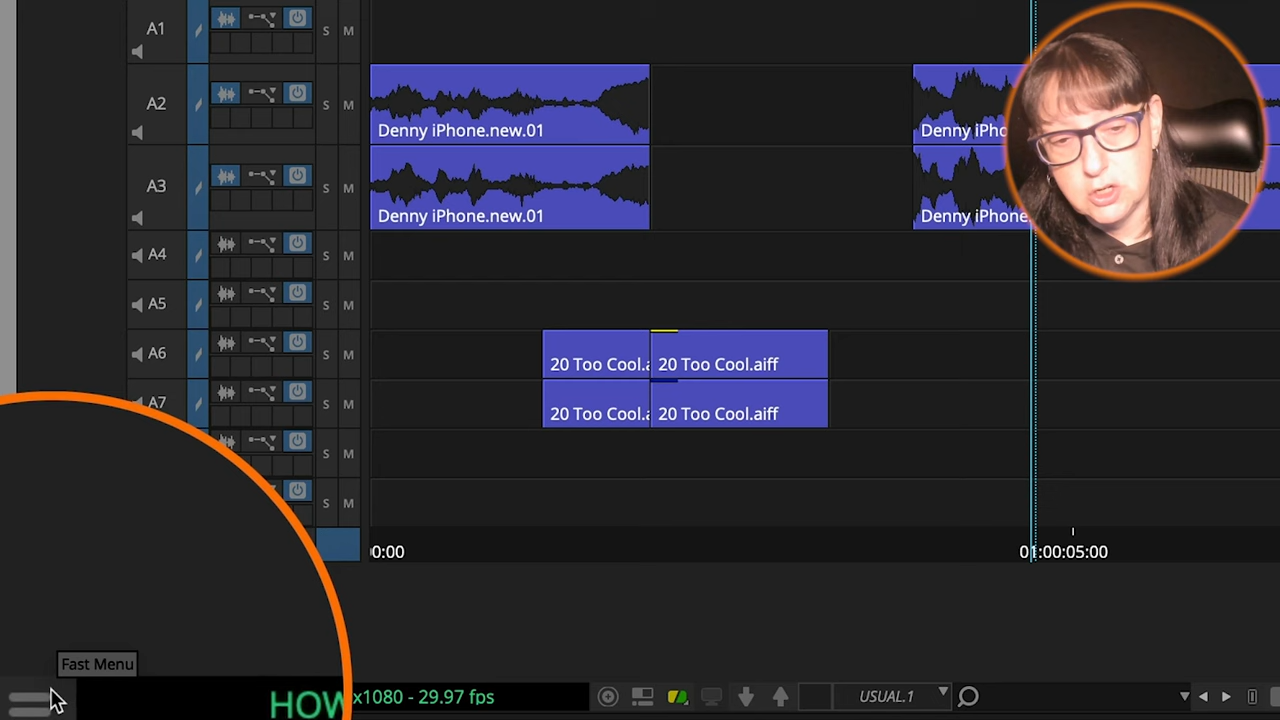 A1
S M
A2
S M
Denny iPhone.new.01
Denny iPho
A3
S M
Denny iPhone.new.01
Denny iPhone.
A4
S M
A5
S M
A6
S M
20 Too Cool.a
20 Too Cool.aiff
A7
S M
20 Too Cool.a
20 Too Cool.aiff
S M
S M
0:00
01:00:05:00
Fast Menu
HOW
x1080 - 29.97 fps
USUAL.1